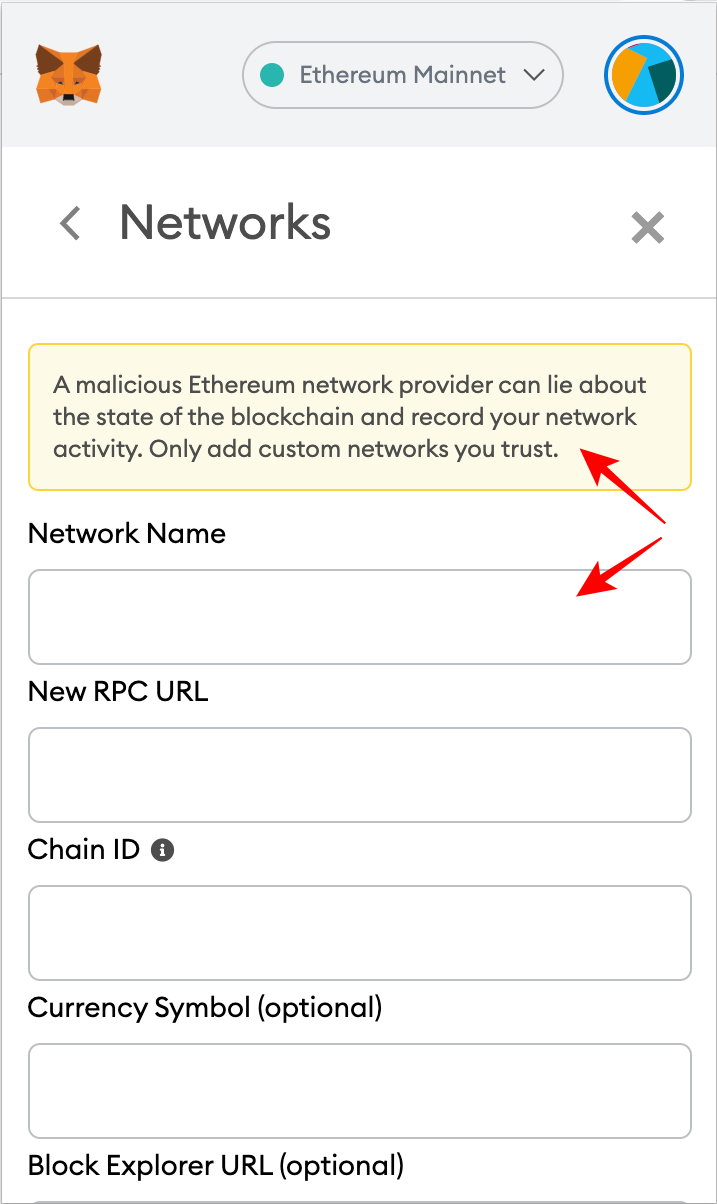 Ethereum Mainnet
Networks
A malicious Ethereum network provider can lie about
the state of the blockchain and record your network
activity. Only add custom networks you trust.
Network Name
New RPC URL
Chain ID
Currency Symbol (optional)
Block Explorer URL (optional)